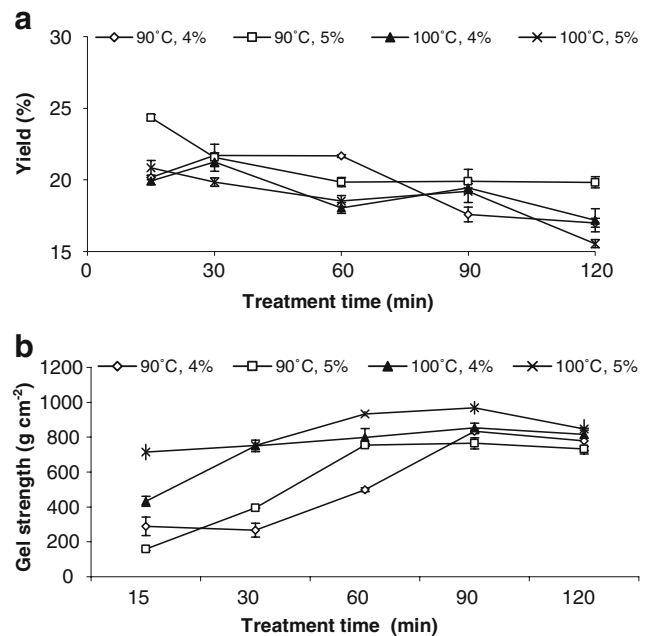 a
90˚C, 4% 90˚C, 5% 100˚C, 4% 100˚C, 5%
30
25
20
15
Yield (%)
0 30 60 90 120
Treatment time (min)
b
90˚C, 4% 90˚C, 5% 100˚C, 4% 100˚C, 5%
1200
1000
800
600
400
200
0
Gel strength (g cm⁻²)
15 30 60 90 120
Treatment time (min)